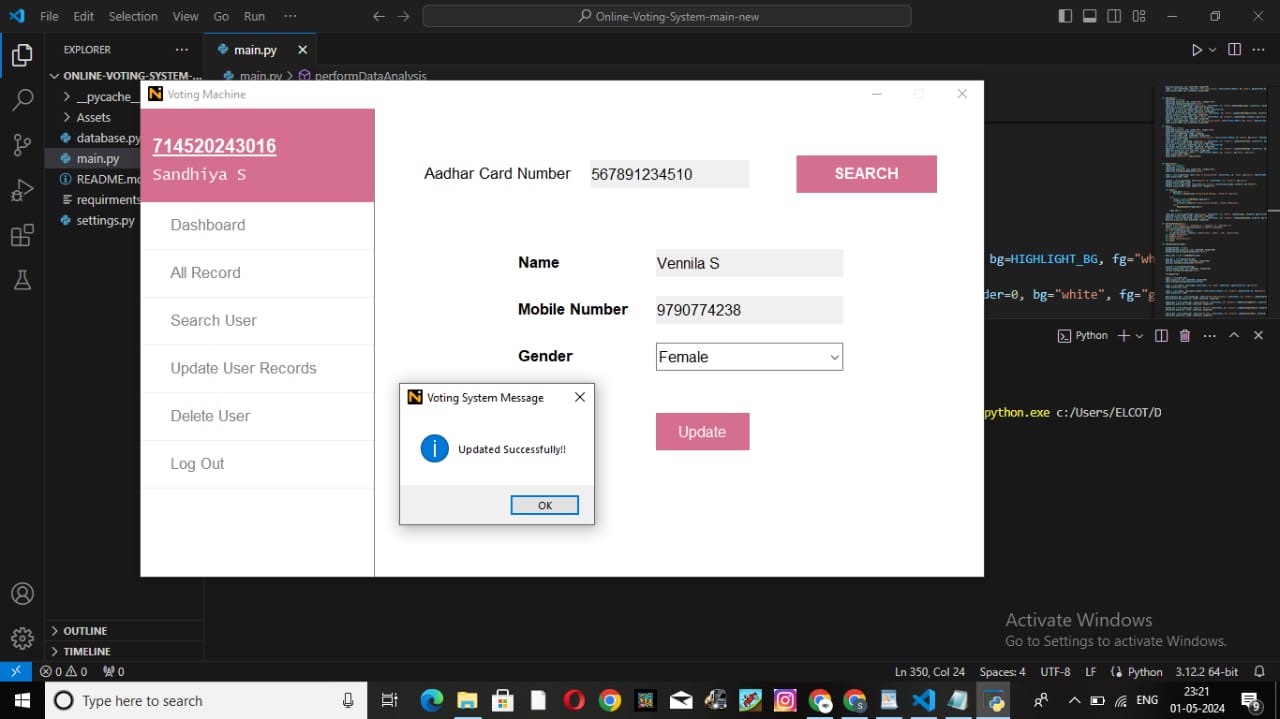 File Edit Selection View Go Run ···
Online-Voting-System-main-new
EXPLORER ···
main.py
ONLINE-VOTING-SYSTEM-...
main.py > performDataAnalysis
__pycache__
Assets
database.py
main.py
README.mo
requirments
settings.py
OUTLINE
TIMELINE
Voting Machine
714520243016
Sandhiya S
Dashboard
All Record
Search User
Update User Records
Delete User
Log Out
Aadhar Card Number 567891234510 SEARCH
Name Vennila S
Mobile Number 9790774238
Gender Female
Update
Voting System Message
Updated Successfully!!
OK
bg=HIGHLIGHT_BG, fg="wh
der=0, bg="white", fg="g
Python
python.exe c:/Users/ELCOT/D
Activate Windows
Go to Settings to activate Windows.
0 0 0 Ln 350, Col 24 Spaces: 4 UTF-8 LF Python 3.12.2 64-bit
Type here to search
ENG 23:21
01-05-2024
9